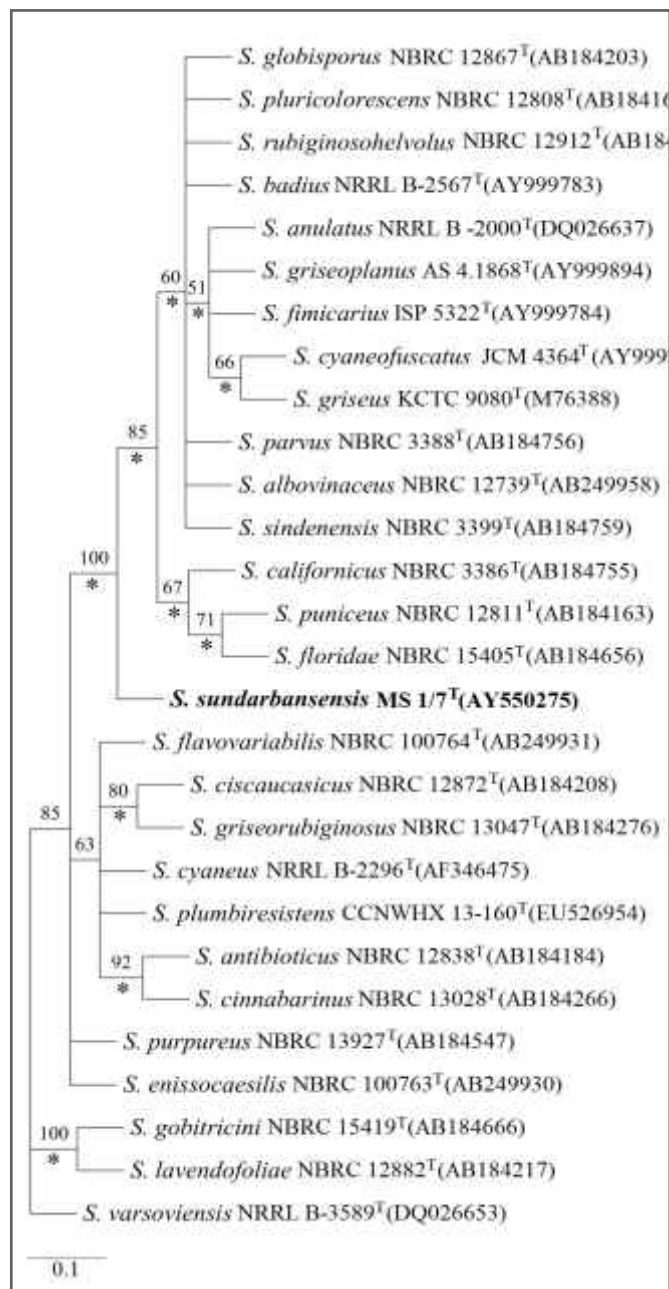 S. globisporus NBRC 12867ᵀ(AB184203)
S. pluricolorescens NBRC 12808ᵀ(AB18416
S. rubiginosohelvolus NBRC 12912ᵀ(AB184
S. badius NRRL B-2567ᵀ(AY999783)
S. anulatus NRRL B -2000ᵀ(DQ026637)
60
51
*
*
S. griseoplanus AS 4.1868ᵀ(AY999894)
S. fimicarius ISP 5322ᵀ(AY999784)
66
*
S. cyaneofuscatus JCM 4364ᵀ(AY999
S. griseus KCTC 9080ᵀ(M76388)
85
*
S. parvus NBRC 3388ᵀ(AB184756)
S. albovinaceus NBRC 12739ᵀ(AB249958)
S. sindenensis NBRC 3399ᵀ(AB184759)
100
*
S. californicus NBRC 3386ᵀ(AB184755)
67
*
71
*
S. puniceus NBRC 12811ᵀ(AB184163)
S. floridae NBRC 15405ᵀ(AB184656)
S. sundarbansensis MS 1/7ᵀ(AY550275)
S. flavovariabilis NBRC 100764ᵀ(AB249931)
80
*
S. ciscaucasicus NBRC 12872ᵀ(AB184208)
85
63
S. griseorubiginosus NBRC 13047ᵀ(AB184276)
S. cyaneus NRRL B-2296ᵀ(AF346475)
S. plumbiresistens CCNWHX 13-160ᵀ(EU526954)
92
*
S. antibioticus NBRC 12838ᵀ(AB184184)
S. cinnabarinus NBRC 13028ᵀ(AB184266)
S. purpureus NBRC 13927ᵀ(AB184547)
S. enissocaesilis NBRC 100763ᵀ(AB249930)
100
*
S. gobitricini NBRC 15419ᵀ(AB184666)
S. lavendofoliae NBRC 12882ᵀ(AB184217)
S. varsoviensis NRRL B-3589ᵀ(DQ026653)
0.1